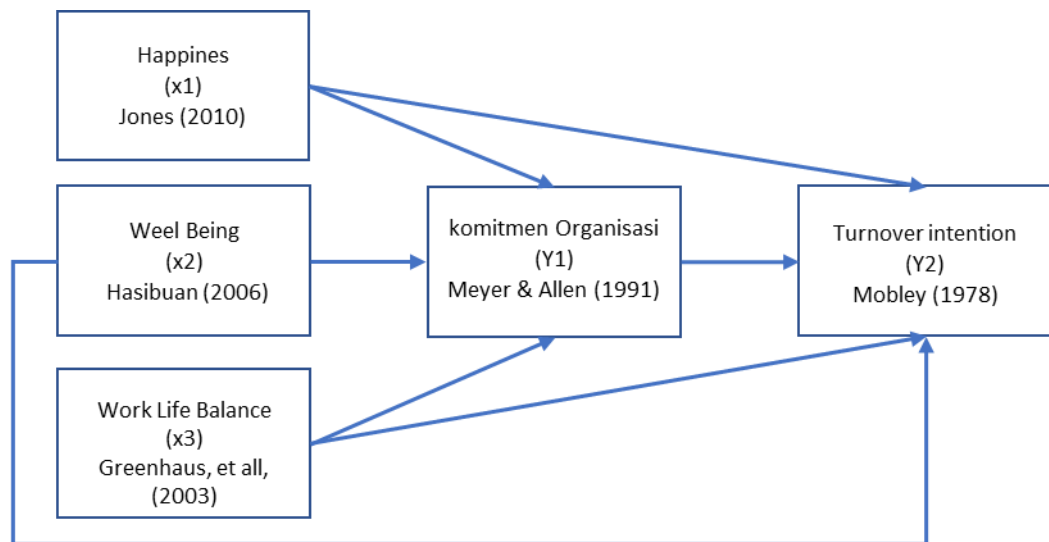 Happines
(x1)
Jones (2010)
Weel Being
(x2)
Hasibuan (2006)
Work Life Balance
(x3)
Greenhaus, et all,
(2003)
komitmen Organisasi
(Y1)
Meyer & Allen (1991)
Turnover intention
(Y2)
Mobley (1978)